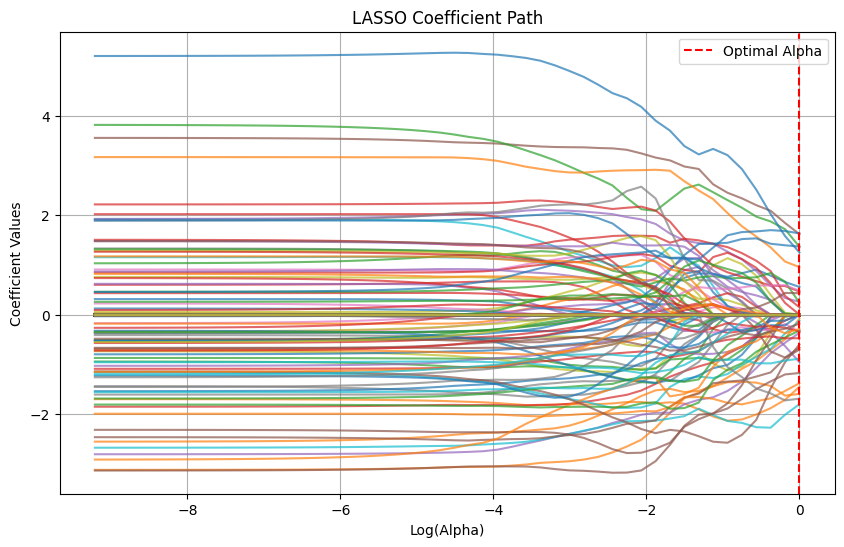 LASSO Coefficient Path
Optimal Alpha
Coefficient Values
4
2
0
−2
−8
−6
−4
−2
0
Log(Alpha)